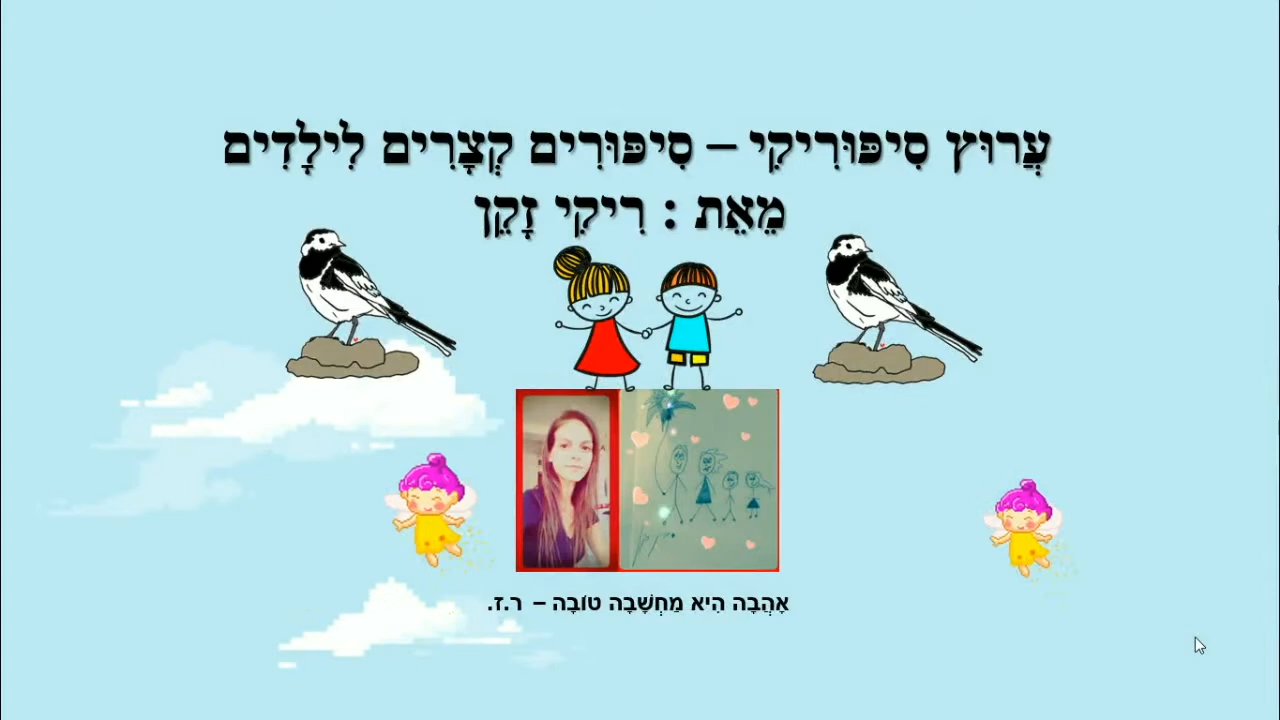 עֲרוּץ סִיפּוּרִיקִי – סִיפּוּרִים קְצָרִים לִילָדִים
מֵאֵת : רִיקִי זָקֵן
אָהֲבָה הִיא מַחְשָׁבָה טוֹבָה – ר.ז.